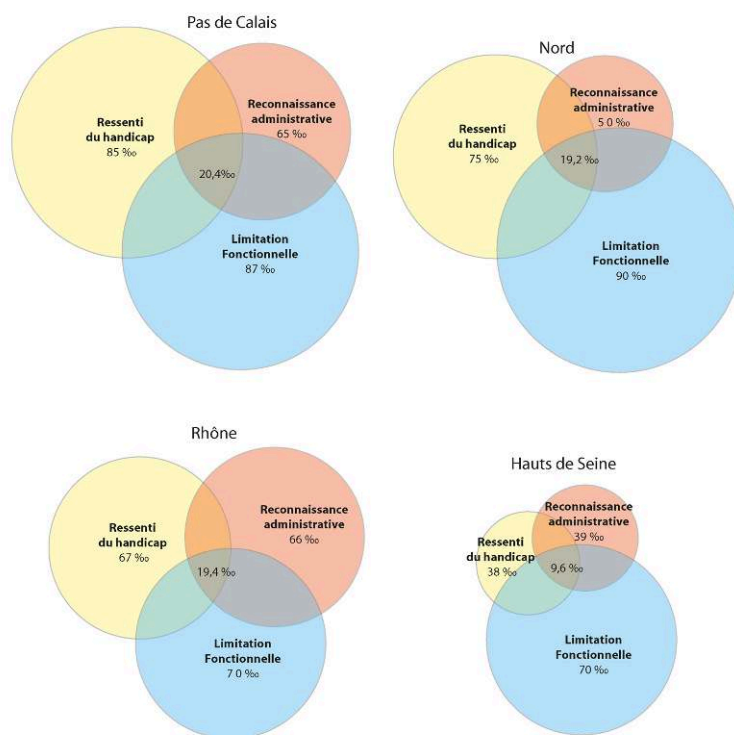 Pas de Calais
Ressenti
du handicap
85 ‰
Reconnaissance
administrative
65 ‰
20,4‰
Limitation
Fonctionnelle
87 ‰
Nord
Ressenti
du handicap
75 ‰
Reconnaissance
administrative
5 0 ‰
19,2 ‰
Limitation
Fonctionnelle
90 ‰
Rhône
Ressenti
du handicap
67 ‰
Reconnaissance
administrative
66 ‰
19,4 ‰
Limitation
Fonctionnelle
7 0 ‰
Hauts de Seine
Ressenti
du handicap
38 ‰
Reconnaissance
administrative
39 ‰
9,6 ‰
Limitation
Fonctionnelle
70 ‰